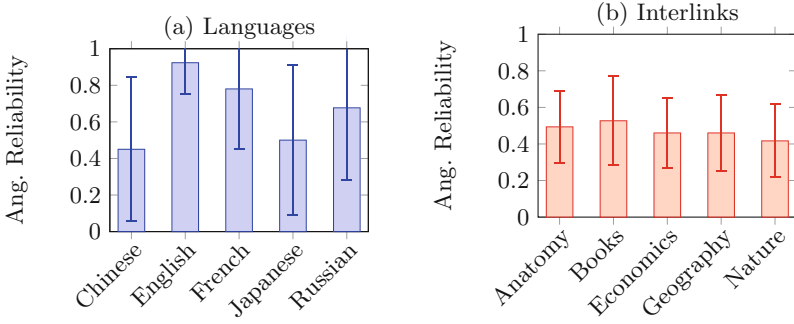 (a) Languages
Ang. Reliability
1
0.8
0.6
0.4
0.2
0
Chinese
English
French
Japanese
Russian
(b) Interlinks
Ang. Reliability
1
0.8
0.6
0.4
0.2
0
Anatomy
Books
Economics
Geography
Nature